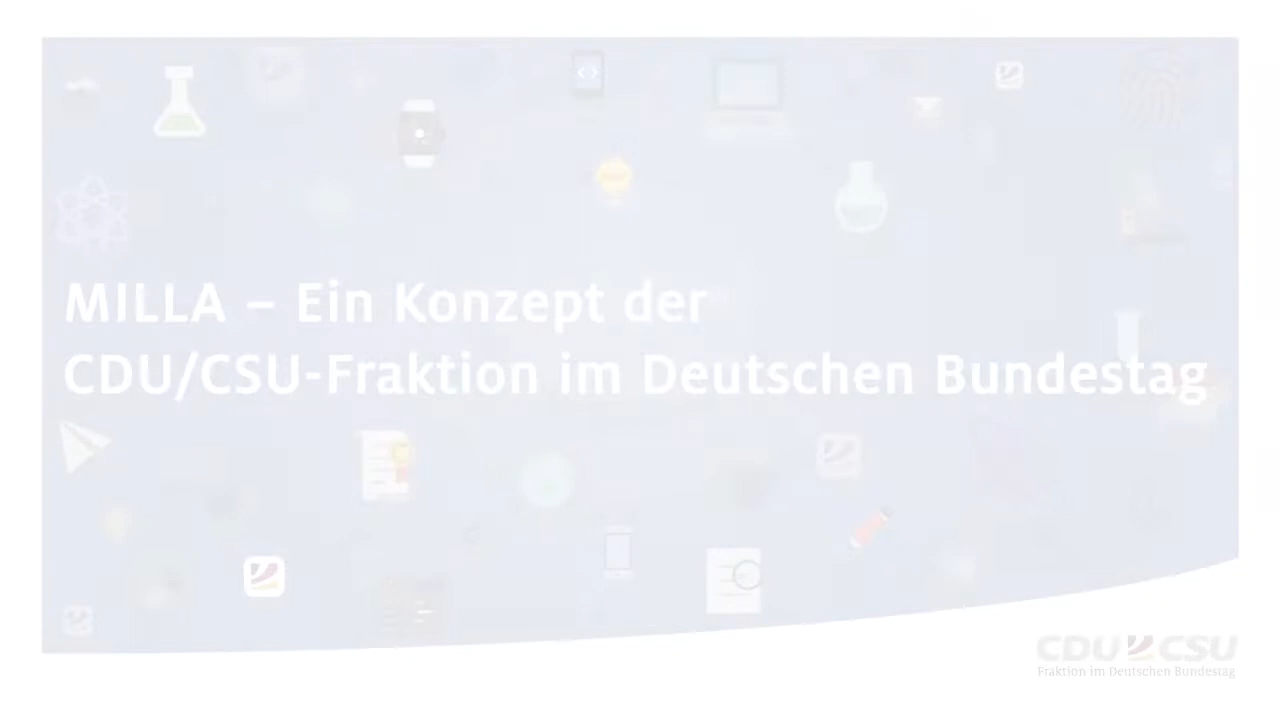 MILLA – Ein Konzept der
CDU/CSU-Fraktion im Deutschen Bundestag
CDU CSU
Fraktion im Deutschen Bundestag